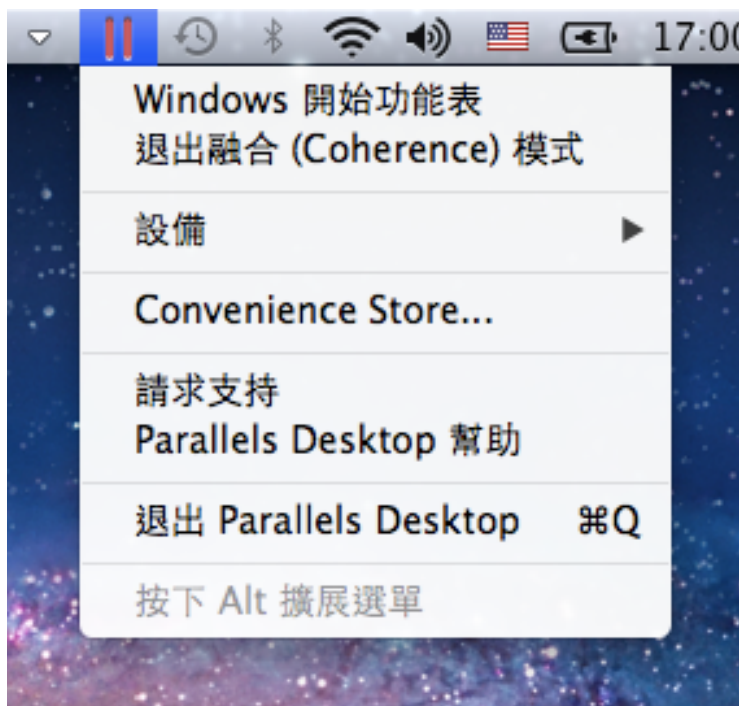 17:00
Windows 開始功能表
退出融合 (Coherence) 模式
設備
Convenience Store...
請求支持
Parallels Desktop 幫助
退出 Parallels Desktop ⌘Q
按下 Alt 擴展選單